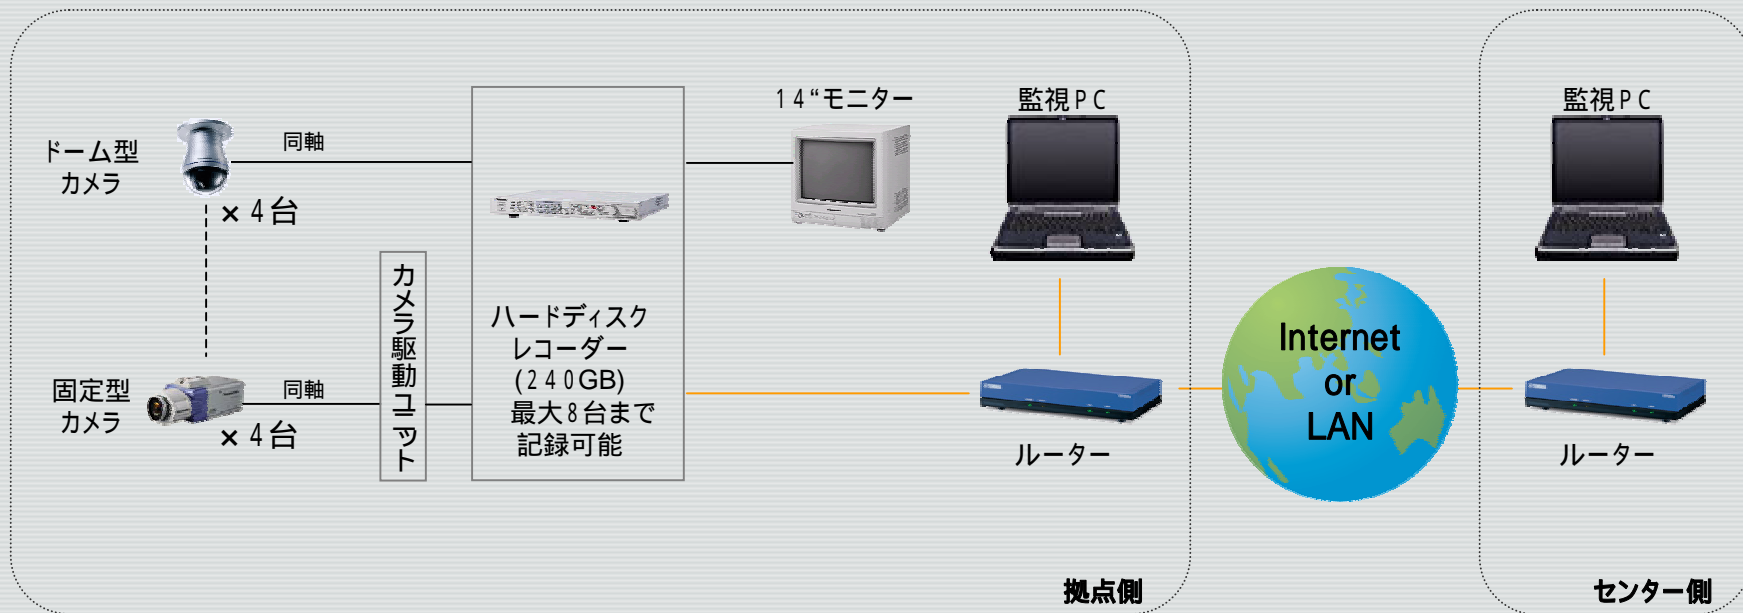 ドーム型
カメラ
同軸
×4台
固定型
カメラ
同軸
×4台
カメラ駆動ユニット
ハードディスク
レコーダー
(240GB)
最大8台まで
記録可能
14“モニター
監視PC
ルーター
拠点側
Internet
or
LAN
監視PC
ルーター
センター側